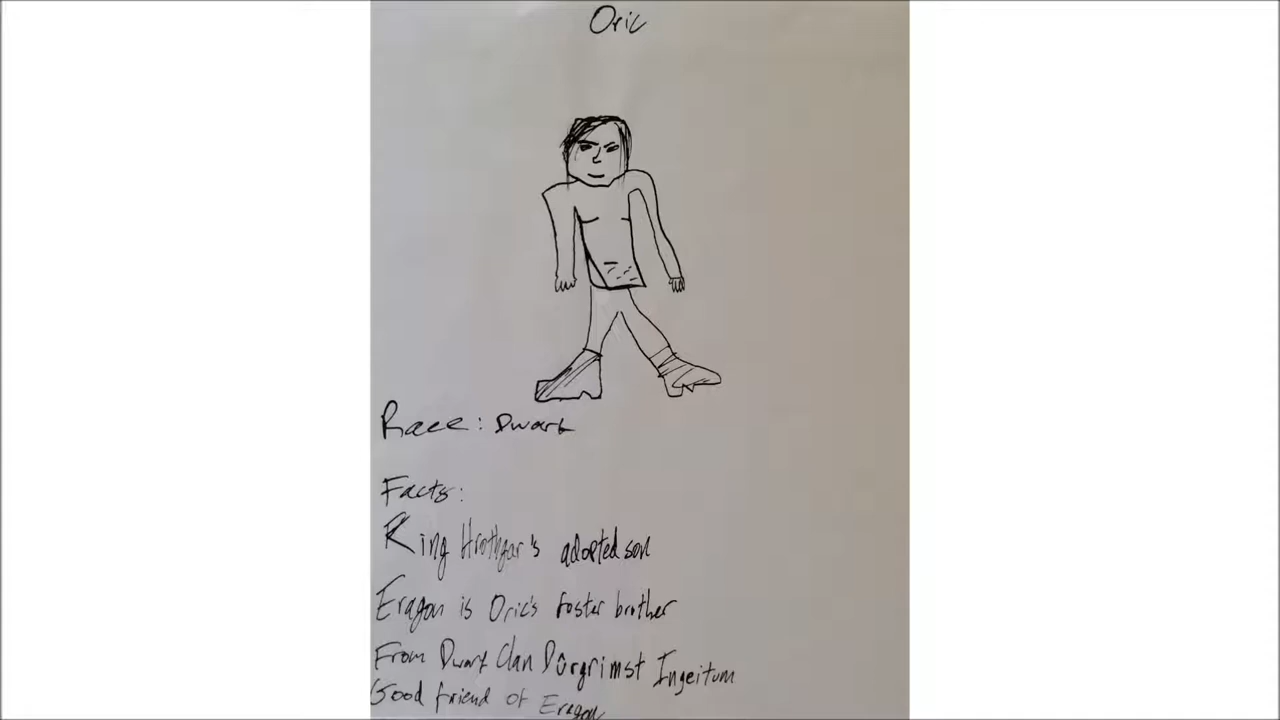 Oric
Race: Dwarf
Facts:
King Hrothgar's adopted son
Eragon is Oric's foster brother
From Dwarf Clan Dûrgrimst Ingeitum
Good friend of Eragon